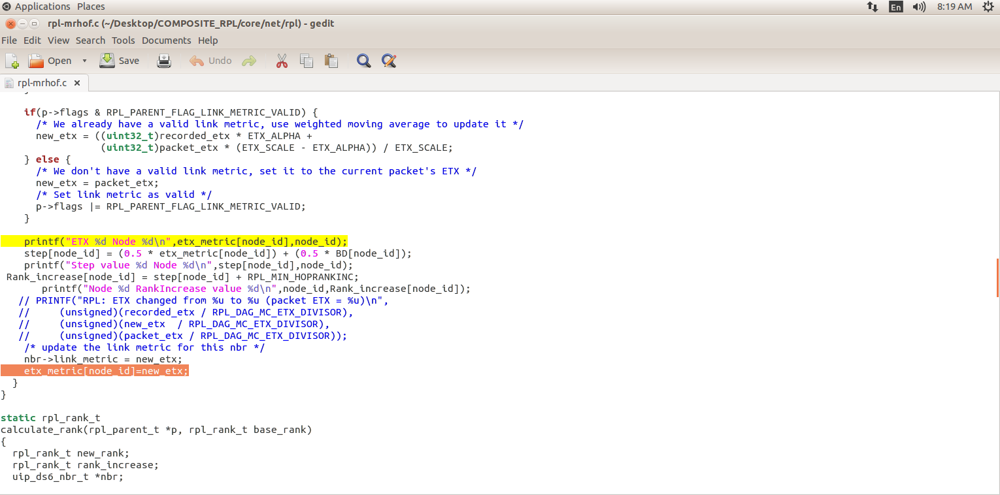 Applications Places
En 8:19 AM
rpl-mrhof.c (~/Desktop/COMPOSITE_RPL/core/net/rpl) - gedit
File Edit View Search Tools Documents Help
Open Save Undo
rpl-mrhof.c
if(p->flags & RPL_PARENT_FLAG_LINK_METRIC_VALID) {
/* We already have a valid link metric, use weighted moving average to update it */
new_etx = ((uint32_t)recorded_etx * ETX_ALPHA +
(uint32_t)packet_etx * (ETX_SCALE - ETX_ALPHA)) / ETX_SCALE;
} else {
/* We don't have a valid link metric, set it to the current packet's ETX */
new_etx = packet_etx;
/* Set link metric as valid */
p->flags |= RPL_PARENT_FLAG_LINK_METRIC_VALID;
}
printf("ETX %d Node %d\n",etx_metric[node_id],node_id);
step[node_id] = (0.5 * etx_metric[node_id]) + (0.5 * BD[node_id]);
printf("Step value %d Node %d\n",step[node_id],node_id);
Rank_increase[node_id] = step[node_id] + RPL_MIN_HOPRANKINC;
printf("Node %d RankIncrease value %d\n",node_id,Rank_increase[node_id]);
// PRINTF("RPL: ETX changed from %u to %u (packet ETX = %u)\n",
// (unsigned)(recorded_etx / RPL_DAG_MC_ETX_DIVISOR),
// (unsigned)(new_etx / RPL_DAG_MC_ETX_DIVISOR),
// (unsigned)(packet_etx / RPL_DAG_MC_ETX_DIVISOR));
/* update the link metric for this nbr */
nbr->link_metric = new_etx;
etx_metric[node_id]=new_etx;
}
}
static rpl_rank_t
calculate_rank(rpl_parent_t *p, rpl_rank_t base_rank)
{
rpl_rank_t new_rank;
rpl_rank_t rank_increase;
uip_ds6_nbr_t *nbr;